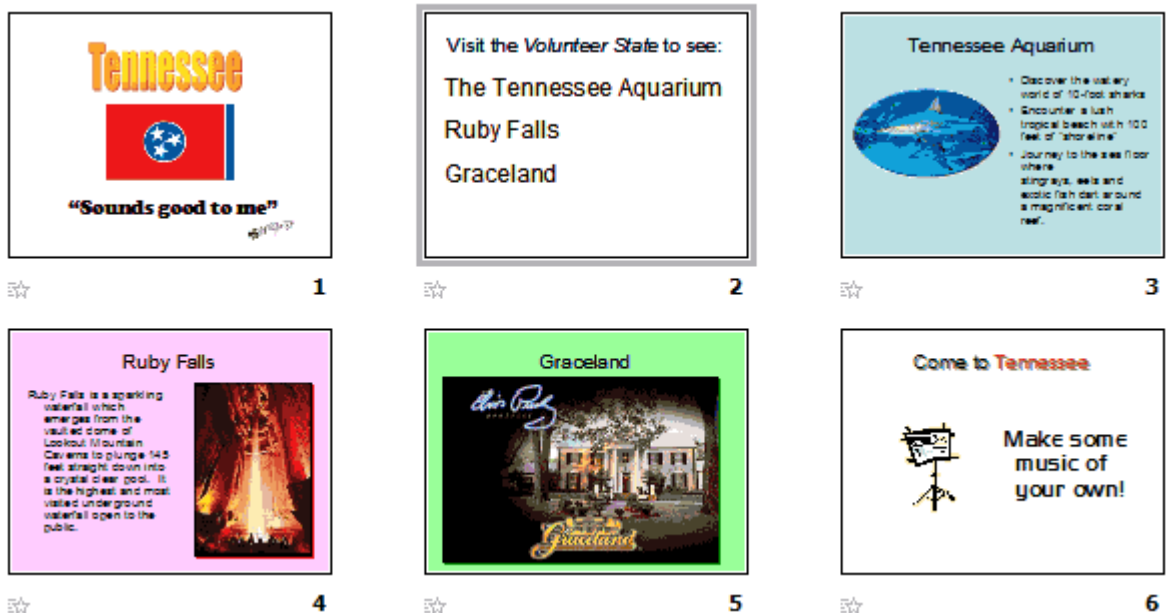 Tennessee
“Sounds good to me”
1
Visit the Volunteer State to see:
The Tennessee Aquarium
Ruby Falls
Graceland
2
Tennessee Aquarium
• Discover the watery
world of 10-foot sharks
• Encounter a lush
tropical beach with 100
feet of "shoreline"
• Journey to the sea floor
where
stingrays, eels and
exotic fish dart around
a magnificent coral
reef.
3
Ruby Falls
Ruby Falls is a sparkling
waterfall which
emerges from the
vaulted dome of
Lookout Mountain
Caverns to plunge 145
feet straight down into
a crystal clear pool. It
is the highest and most
visited underground
waterfall open to the
public.
4
Graceland
Elvis Presley
Graceland
5
Come to Tennessee
Make some
music of
your own!
6